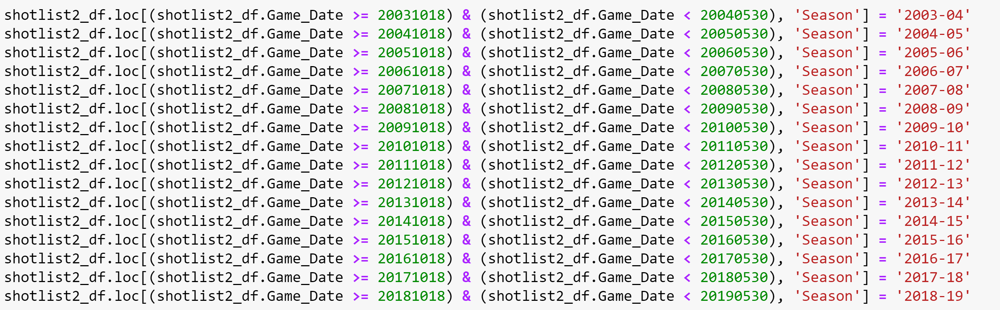 shotlist2_df.loc[(shotlist2_df.Game_Date >= 20031018) & (shotlist2_df.Game_Date < 20040530), 'Season'] = '2003-04'
shotlist2_df.loc[(shotlist2_df.Game_Date >= 20041018) & (shotlist2_df.Game_Date < 20050530), 'Season'] = '2004-05'
shotlist2_df.loc[(shotlist2_df.Game_Date >= 20051018) & (shotlist2_df.Game_Date < 20060530), 'Season'] = '2005-06'
shotlist2_df.loc[(shotlist2_df.Game_Date >= 20061018) & (shotlist2_df.Game_Date < 20070530), 'Season'] = '2006-07'
shotlist2_df.loc[(shotlist2_df.Game_Date >= 20071018) & (shotlist2_df.Game_Date < 20080530), 'Season'] = '2007-08'
shotlist2_df.loc[(shotlist2_df.Game_Date >= 20081018) & (shotlist2_df.Game_Date < 20090530), 'Season'] = '2008-09'
shotlist2_df.loc[(shotlist2_df.Game_Date >= 20091018) & (shotlist2_df.Game_Date < 20100530), 'Season'] = '2009-10'
shotlist2_df.loc[(shotlist2_df.Game_Date >= 20101018) & (shotlist2_df.Game_Date < 20110530), 'Season'] = '2010-11'
shotlist2_df.loc[(shotlist2_df.Game_Date >= 20111018) & (shotlist2_df.Game_Date < 20120530), 'Season'] = '2011-12'
shotlist2_df.loc[(shotlist2_df.Game_Date >= 20121018) & (shotlist2_df.Game_Date < 20130530), 'Season'] = '2012-13'
shotlist2_df.loc[(shotlist2_df.Game_Date >= 20131018) & (shotlist2_df.Game_Date < 20140530), 'Season'] = '2013-14'
shotlist2_df.loc[(shotlist2_df.Game_Date >= 20141018) & (shotlist2_df.Game_Date < 20150530), 'Season'] = '2014-15'
shotlist2_df.loc[(shotlist2_df.Game_Date >= 20151018) & (shotlist2_df.Game_Date < 20160530), 'Season'] = '2015-16'
shotlist2_df.loc[(shotlist2_df.Game_Date >= 20161018) & (shotlist2_df.Game_Date < 20170530), 'Season'] = '2016-17'
shotlist2_df.loc[(shotlist2_df.Game_Date >= 20171018) & (shotlist2_df.Game_Date < 20180530), 'Season'] = '2017-18'
shotlist2_df.loc[(shotlist2_df.Game_Date >= 20181018) & (shotlist2_df.Game_Date < 20190530), 'Season'] = '2018-19'